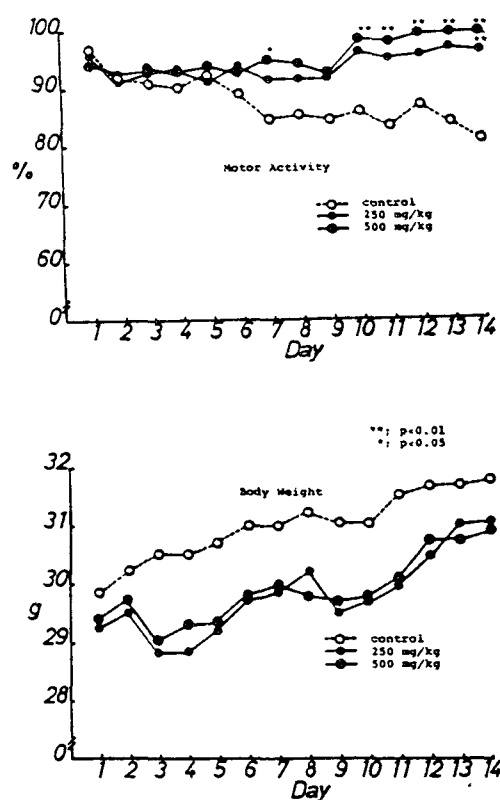 100
90
80
70
60
0
%
** ** ** ** **
*
**
Motor Activity
control
250 mg/kg
500 mg/kg
1 2 3 4 5 6 7 8 9 10 11 12 13 14
Day
**; p<0.01
*; p<0.05
32
31
30
29
28
0
g
Body Weight
control
250 mg/kg
500 mg/kg
1 2 3 4 5 6 7 8 9 10 11 12 13 14
Day